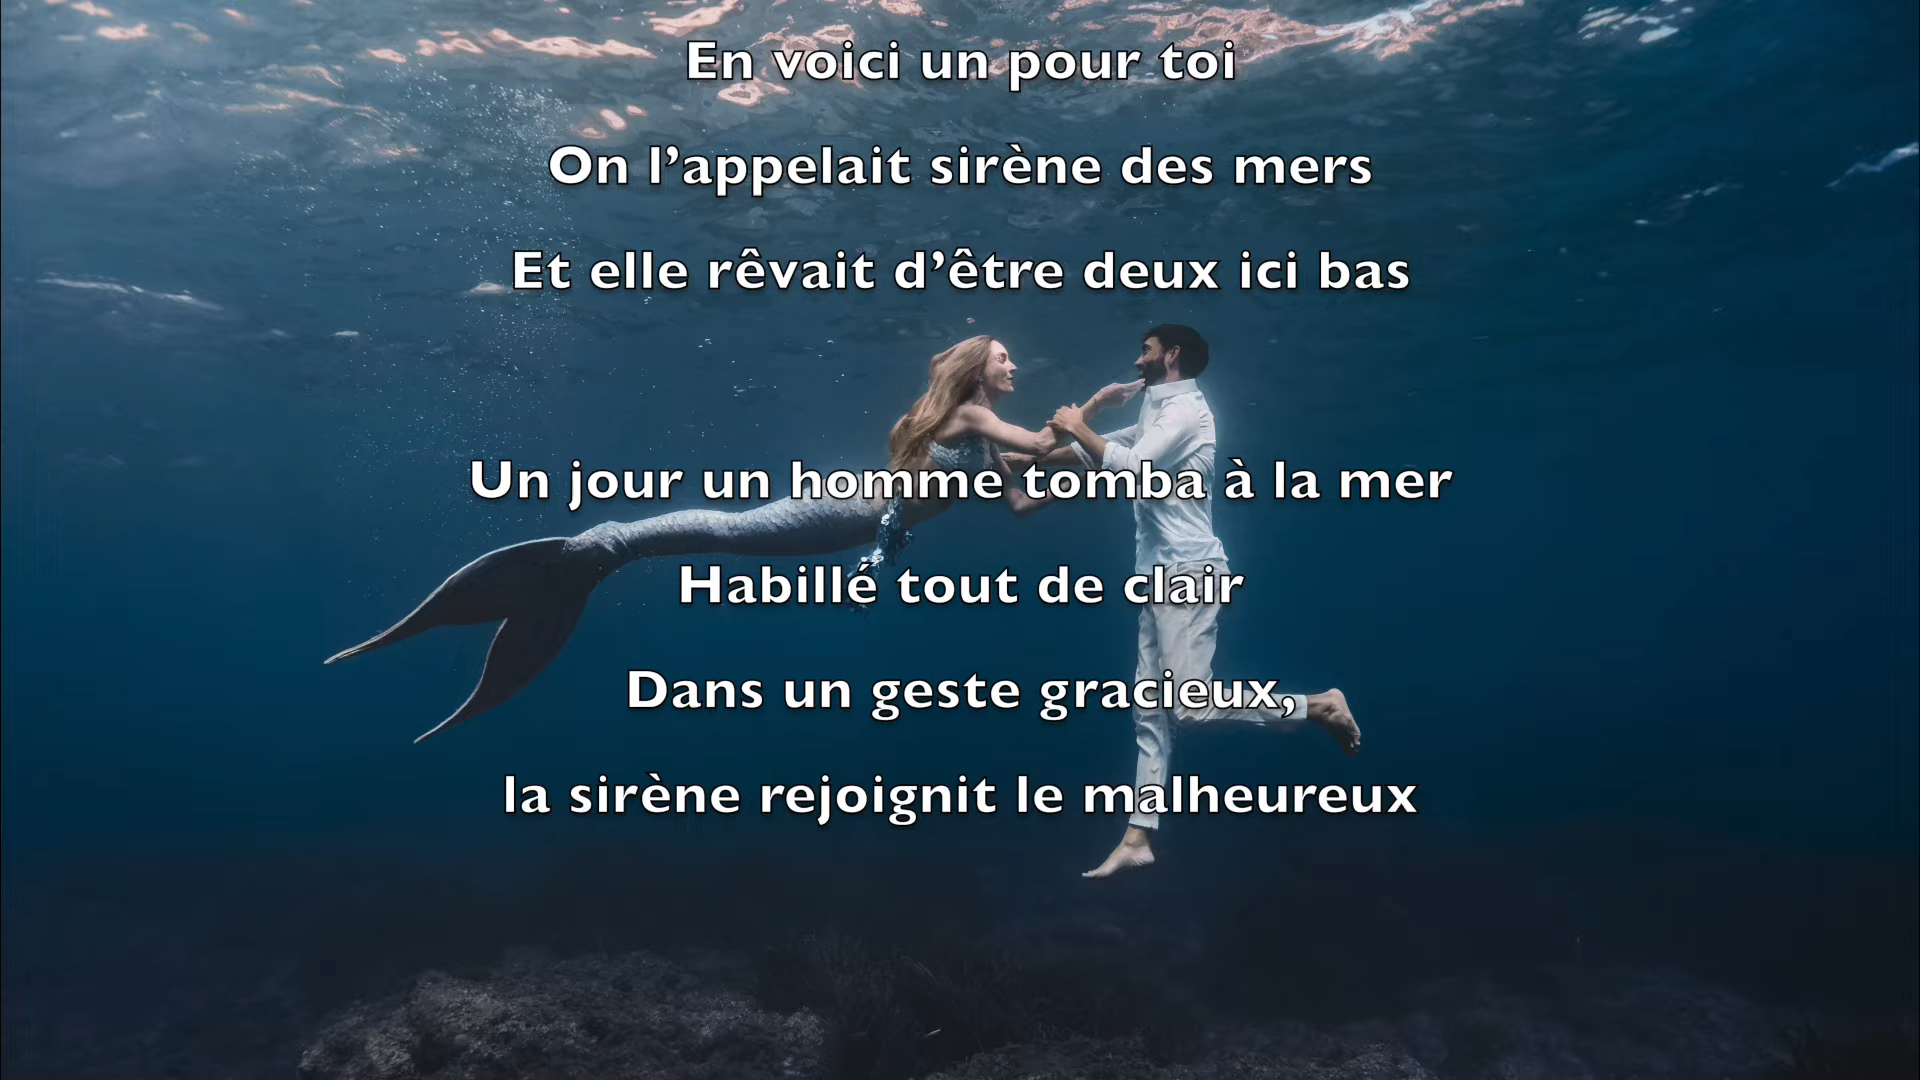 En voici un pour toi
On l’appelait sirène des mers
Et elle rêvait d’être deux ici bas
Un jour un homme tomba à la mer
Habillé tout de clair
Dans un geste gracieux,
la sirène rejoignit le malheureux